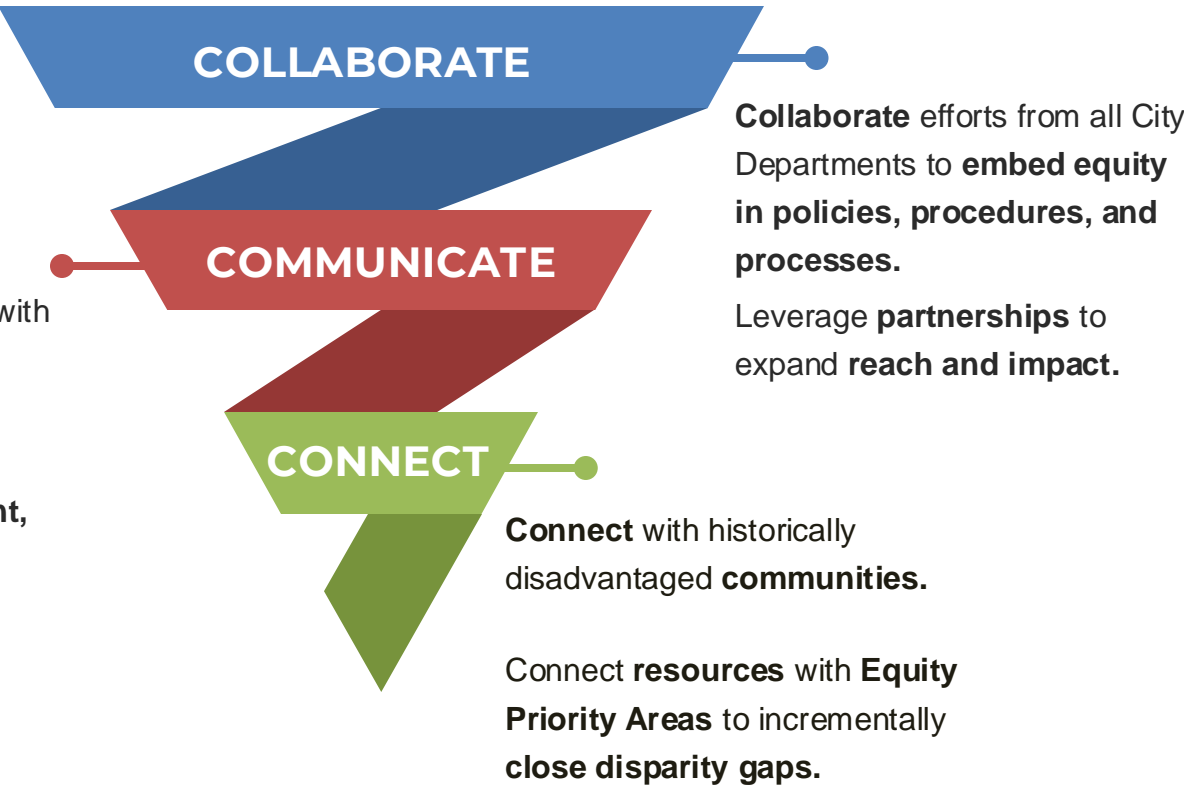 COLLABORATE
Collaborate efforts from all City
Departments to embed equity
in policies, procedures, and
processes.
Leverage partnerships to
expand reach and impact.
COMMUNICATE
with
CONNECT
Connect with historically
disadvantaged communities.
Connect resources with Equity
Priority Areas to incrementally
close disparity gaps.